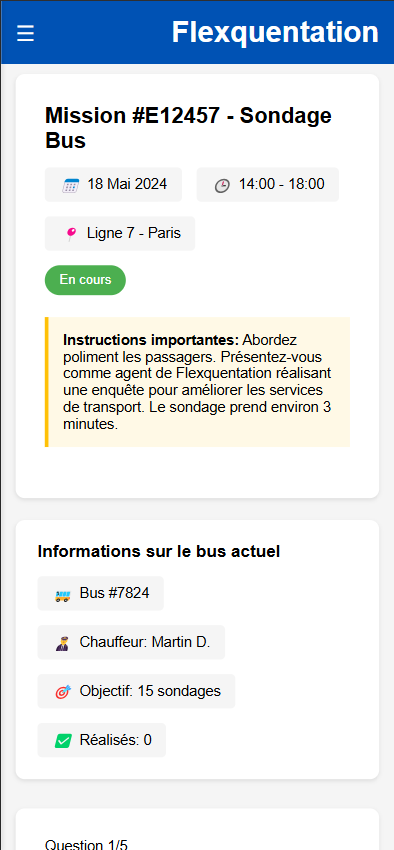 Flexquentation
Mission #E12457 - Sondage
Bus
18 Mai 2024
14:00 - 18:00
Ligne 7 - Paris
En cours
Instructions importantes: Abordez
poliment les passagers. Présentez-vous
comme agent de Flexquentation réalisant
une enquête pour améliorer les services
de transport. Le sondage prend environ 3
minutes.
Informations sur le bus actuel
Bus #7824
Chauffeur: Martin D.
Objectif: 15 sondages
Réalisés: 0
Question 1/5